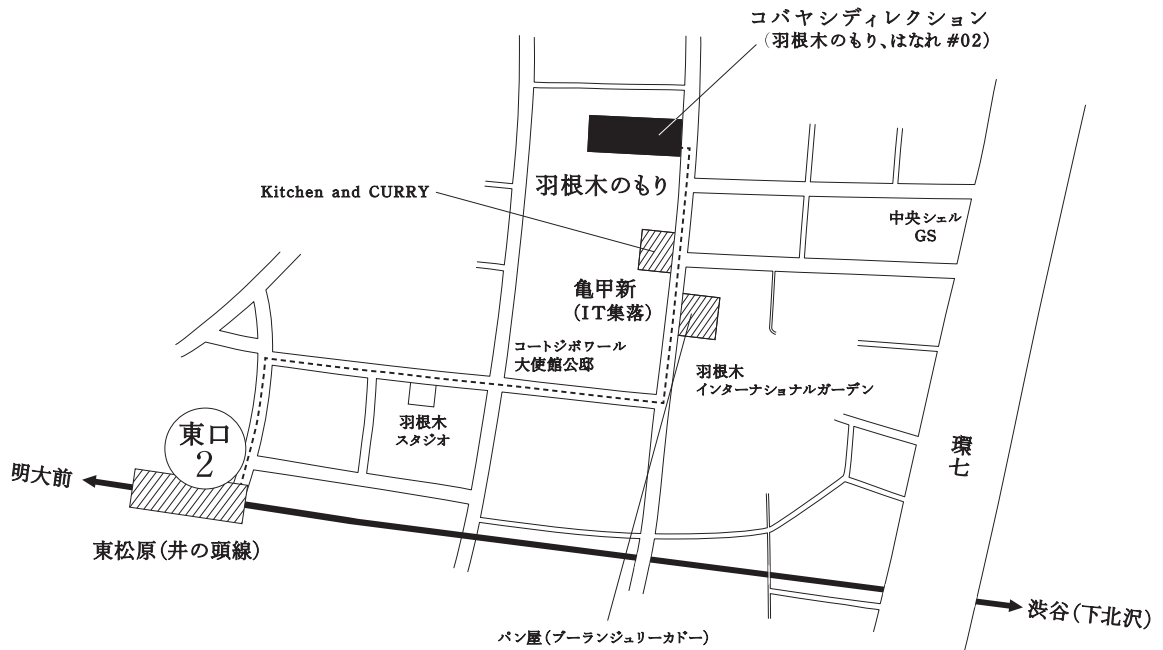 コバヤシディレクション
(羽根木のもり、はなれ #02)
羽根木のもり
Kitchen and CURRY
中央シェル
GS
亀甲新
(IT集落)
コートジボワール
大使館公邸
羽根木
インターナショナルガーデン
羽根木
スタジオ
東口
2
環七
明大前
東松原(井の頭線)
渋谷(下北沢)
パン屋(ブーランジュリーカドー)